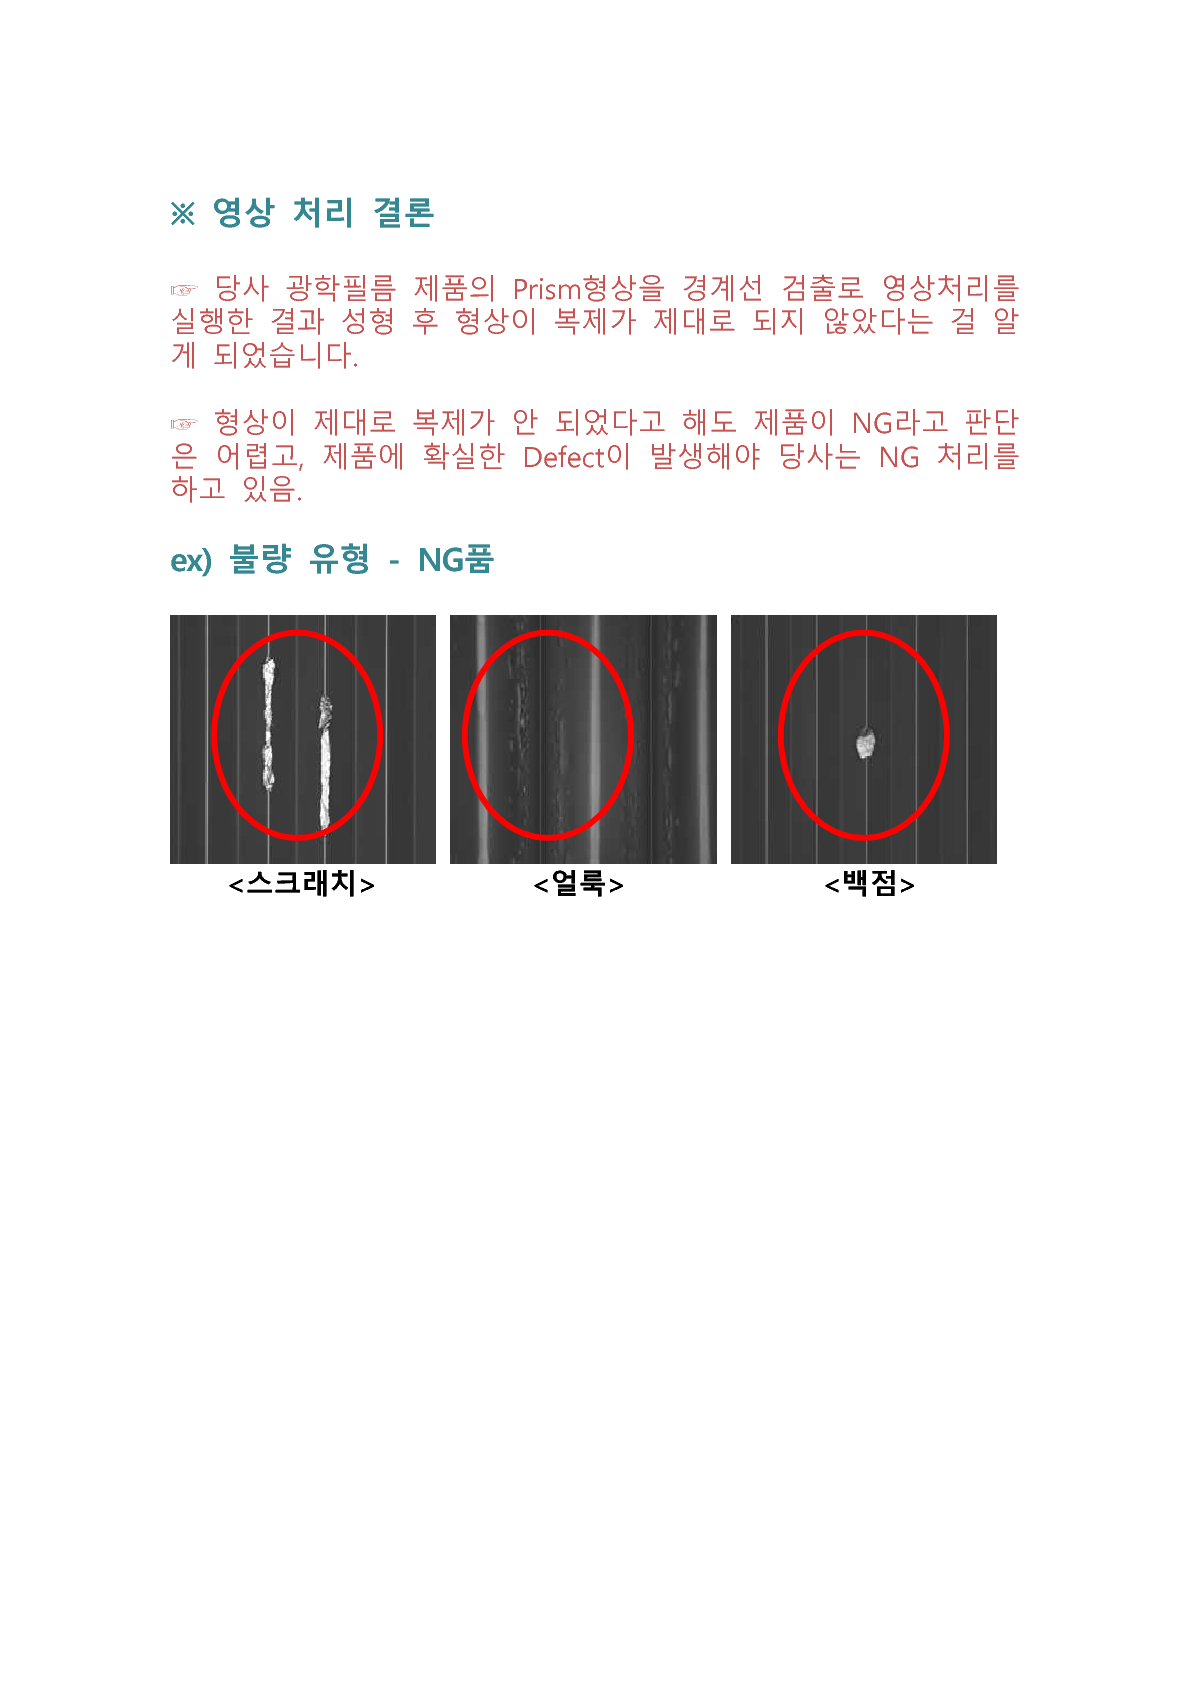 ※ 영상 처리 결론
☞ 당사 광학필름 제품의 Prism형상을 경계선 검출로 영상처리를
실행한 결과 성형 후 형상이 복제가 제대로 되지 않았다는 걸 알
게 되었습니다.
☞ 형상이 제대로 복제가 안 되었다고 해도 제품이 NG라고 판단
은 어렵고, 제품에 확실한 Defect이 발생해야 당사는 NG 처리를
하고 있음.
ex) 불량 유형 - NG품
<스크래치> <얼룩> <백점>